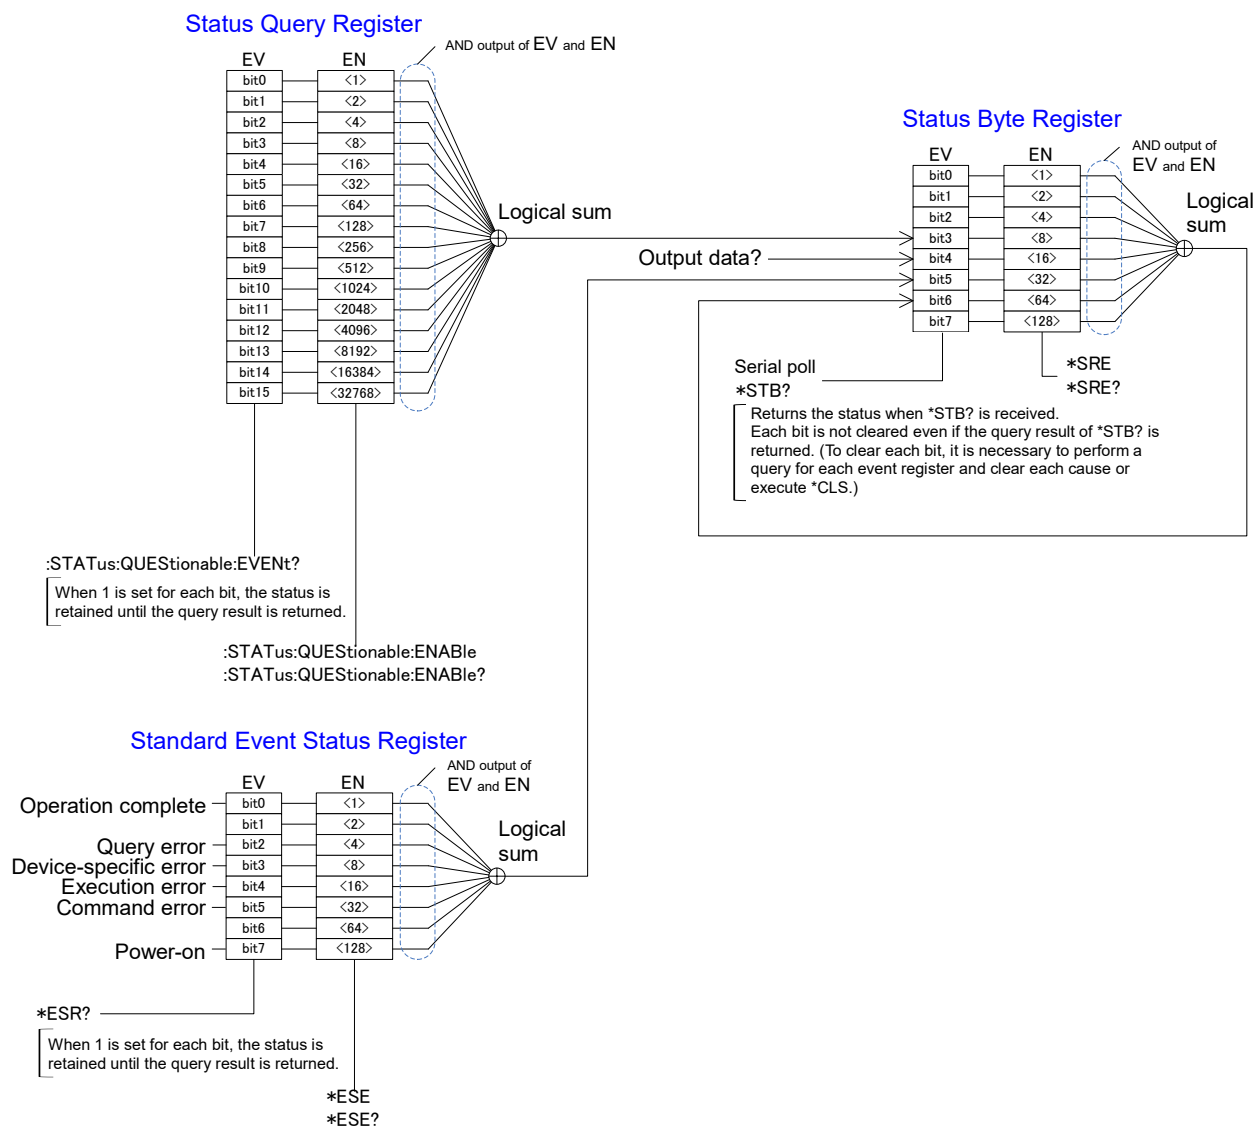 Status Query Register
AND output of EV and EN
EV EN
bit0 <1>
bit1 <2>
bit2 <4>
bit3 <8>
bit4 <16>
bit5 <32>
bit6 <64>
bit7 <128>
bit8 <256>
bit9 <512>
bit10 <1024>
bit11 <2048>
bit12 <4096>
bit13 <8192>
bit14 <16384>
bit15 <32768>
Logical sum
:STATus:QUEStionable:EVENt?
When 1 is set for each bit, the status is
retained until the query result is returned.
:STATus:QUEStionable:ENABle
:STATus:QUEStionable:ENABle?
Status Byte Register
AND output of
EV and EN
EV EN
bit0 <1>
bit1 <2>
bit2 <4>
bit3 <8>
bit4 <16>
bit5 <32>
bit6 <64>
bit7 <128>
Logical
sum
Output data?
Serial poll
*STB?
*SRE
*SRE?
Returns the status when *STB? is received.
Each bit is not cleared even if the query result of *STB? is
returned. (To clear each bit, it is necessary to perform a
query for each event register and clear each cause or
execute *CLS.)
Standard Event Status Register
AND output of
EV and EN
EV EN
Operation complete bit0 <1>
bit1 <2>
Query error bit2 <4>
Device-specific error bit3 <8>
Execution error bit4 <16>
Command error bit5 <32>
bit6 <64>
Power-on bit7 <128>
Logical
sum
*ESR?
When 1 is set for each bit, the status is
retained until the query result is returned.
*ESE
*ESE?